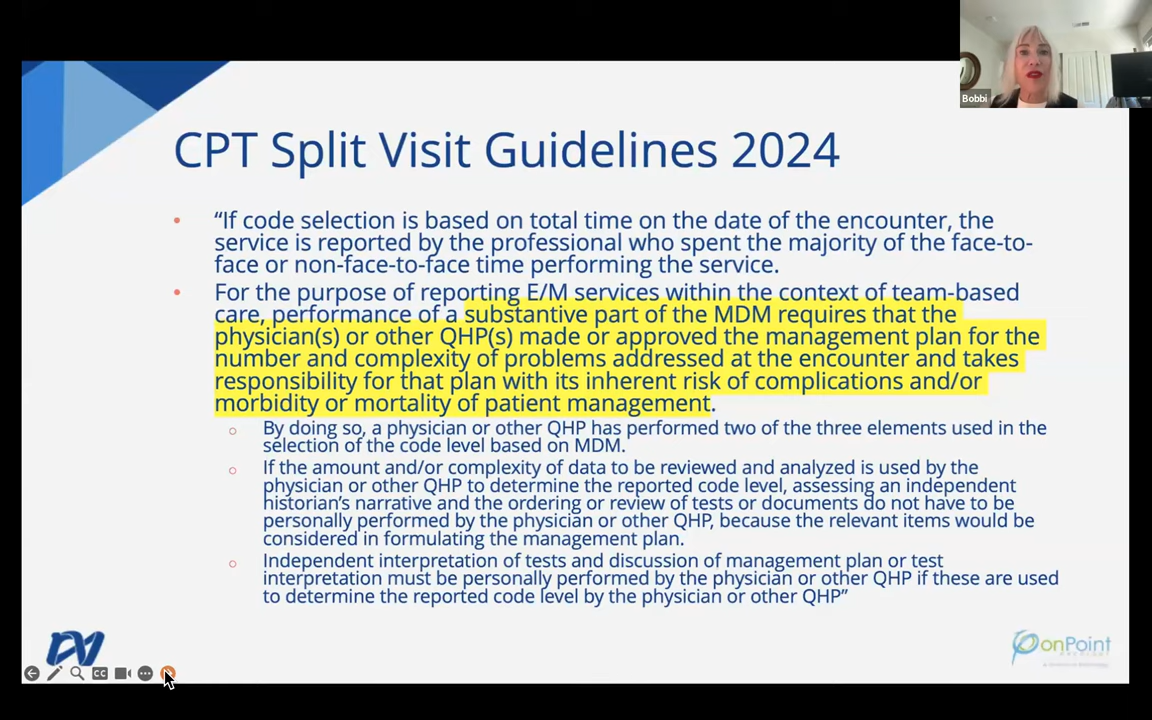 Bobbi
CPT Split Visit Guidelines 2024
“If code selection is based on total time on the date of the encounter, the
service is reported by the professional who spent the majority of the face-to-
face or non-face-to-face time performing the service.
For the purpose of reporting E/M services within the context of team-based
care, performance of a substantive part of the MDM requires that the
physician(s) or other QHP(s) made or approved the management plan for the
number and complexity of problems addressed at the encounter and takes
responsibility for that plan with its inherent risk of complications and/or
morbidity or mortality of patient management.
By doing so, a physician or other QHP has performed two of the three elements used in the
selection of the code level based on MDM.
If the amount and/or complexity of data to be reviewed and analyzed is used by the
physician or other QHP to determine the reported code level, assessing an independent
historian’s narrative and the ordering or review of tests or documents do not have to be
personally performed by the physician or other QHP, because the relevant items would be
considered in formulating the management plan.
Independent interpretation of tests and discussion of management plan or test
interpretation must be personally performed by the physician or other QHP if these are used
to determine the reported code level by the physician or other QHP”
onPoint
CC